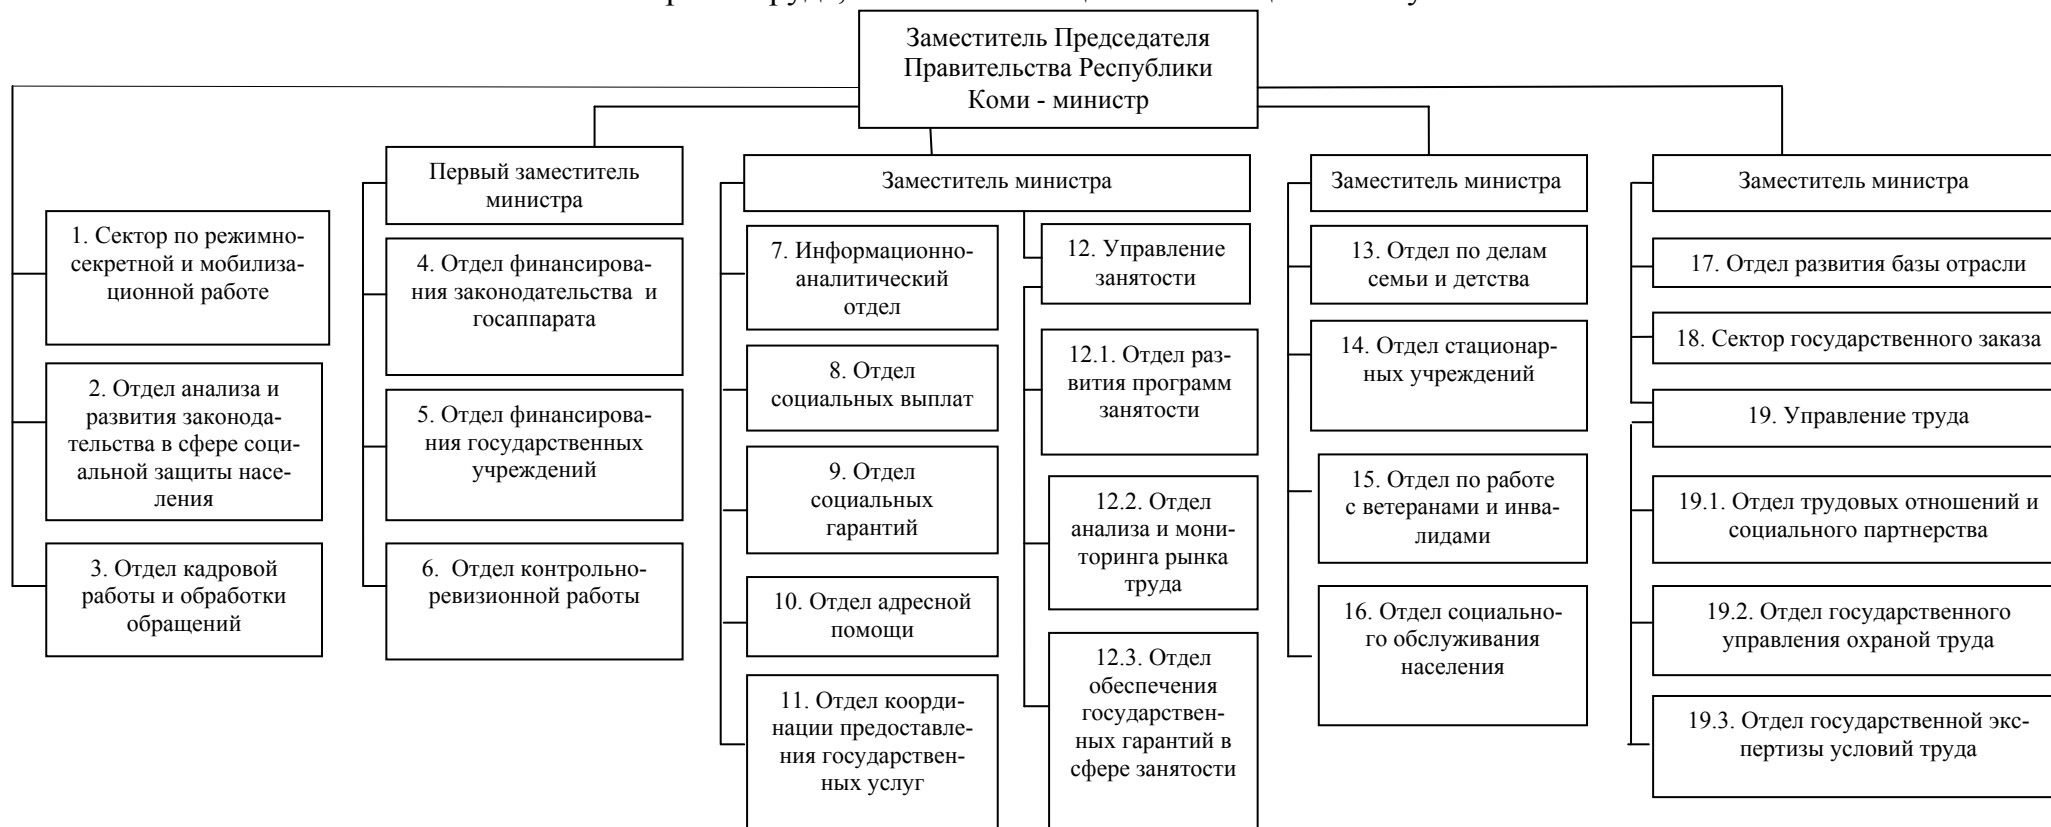 Заместитель Председателя
Правительства Республики
Коми - министр
1. Сектор по режимно-
секретной и мобилиза-
ционной работе
2. Отдел анализа и
развития законода-
тельства в сфере соци-
альной защиты насе-
ления
3. Отдел кадровой
работы и обработки
обращений
Первый заместитель
министра
4. Отдел финансирова-
ния законодательства и
госаппарата
5. Отдел финансирова-
ния государственных
учреждений
6. Отдел контрольно-
ревизионной работы
Заместитель министра
7. Информационно-
аналитический
отдел
8. Отдел
социальных выплат
9. Отдел
социальных
гарантий
10. Отдел адресной
помощи
11. Отдел коорди-
нации предоставле-
ния государствен-
ных услуг
12. Управление
занятости
12.1. Отдел раз-
вития программ
занятости
12.2. Отдел
анализа и мони-
торинга рынка
труда
12.3. Отдел
обеспечения
государствен-
ных гарантий в
сфере занятости
Заместитель министра
13. Отдел по делам
семьи и детства
14. Отдел стационар-
ных учреждений
15. Отдел по работе
с ветеранами и инва-
лидами
16. Отдел социально-
го обслуживания
населения
Заместитель министра
17. Отдел развития базы отрасли
18. Сектор государственного заказа
19. Управление труда
19.1. Отдел трудовых отношений и
социального партнерства
19.2. Отдел государственного
управления охраной труда
19.3. Отдел государственной экс-
пертизы условий труда